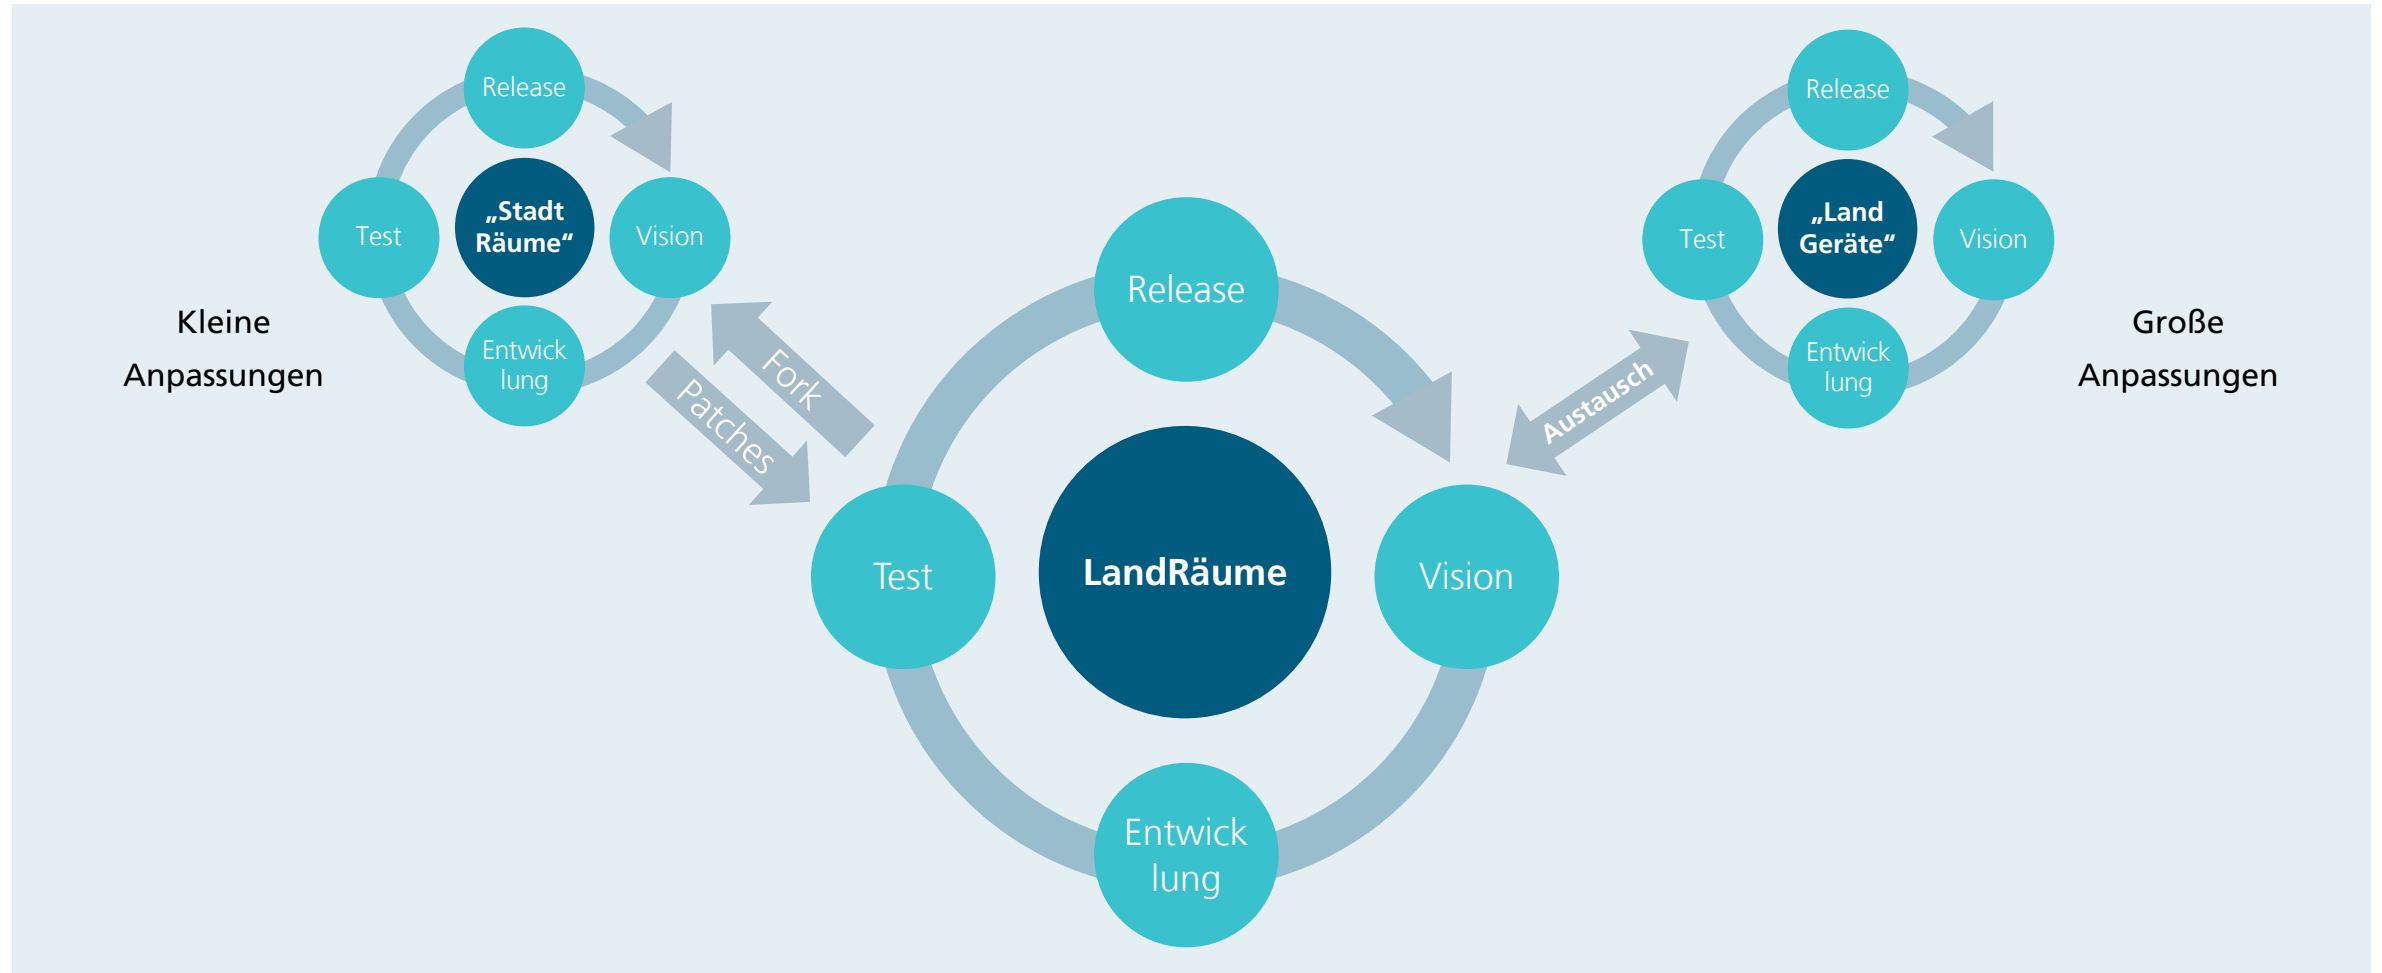 Release
Test
„Stadt
Räume“
Vision
Entwick
lung
Kleine
Anpassungen
Fork
Patches
Release
Test
LandRäume
Vision
Entwick
lung
Austausch
Release
Test
„Land
Geräte“
Vision
Entwick
lung
Große
Anpassungen